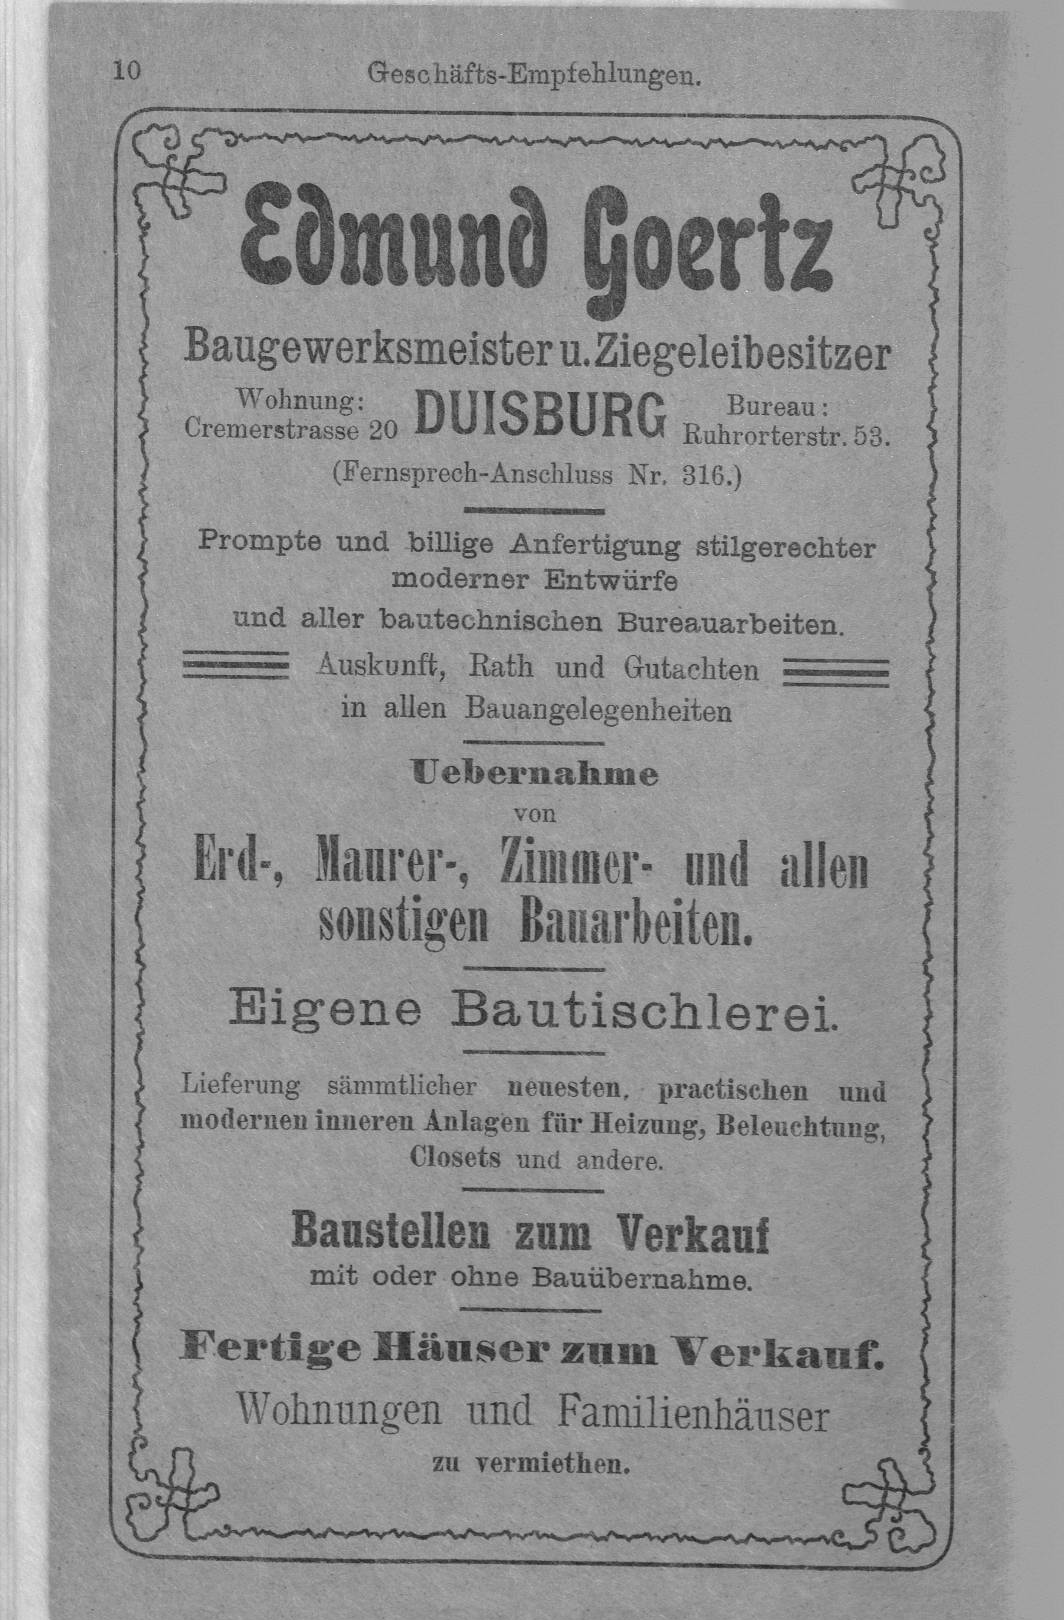 10
Geschäfts-Empfehlungen.
Edmund Goertz
Baugewerksmeister u. Ziegeleibesitzer
Wohnung:
Cremerstrasse 20
DUISBURG
Bureau:
Ruhrorterstr. 53.
(Fernsprech-Anschluss Nr. 316.)
Prompte und billige Anfertigung stilgerechter
moderner Entwürfe
und aller bautechnischen Bureauarbeiten.
Auskunft, Rath und Gutachten
in allen Bauangelegenheiten
Uebernahme
von
Erd-, Maurer-, Zimmer- und allen
sonstigen Bauarbeiten.
Eigene Bautischlerei.
Lieferung sämmtlicher neuesten, practischen und
modernen inneren Anlagen für Heizung, Beleuchtung,
Closets und andere.
Baustellen zum Verkauf
mit oder ohne Bauübernahme.
Fertige Häuser zum Verkauf.
Wohnungen und Familienhäuser
zu vermiethen.